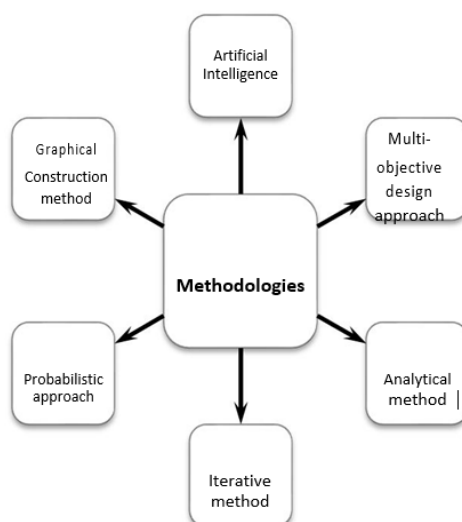 Artificial
Intelligence
Graphical
Construction
method
Multi-
objective
design
approach
Methodologies
Probabilistic
approach
Analytical
method
Iterative
method